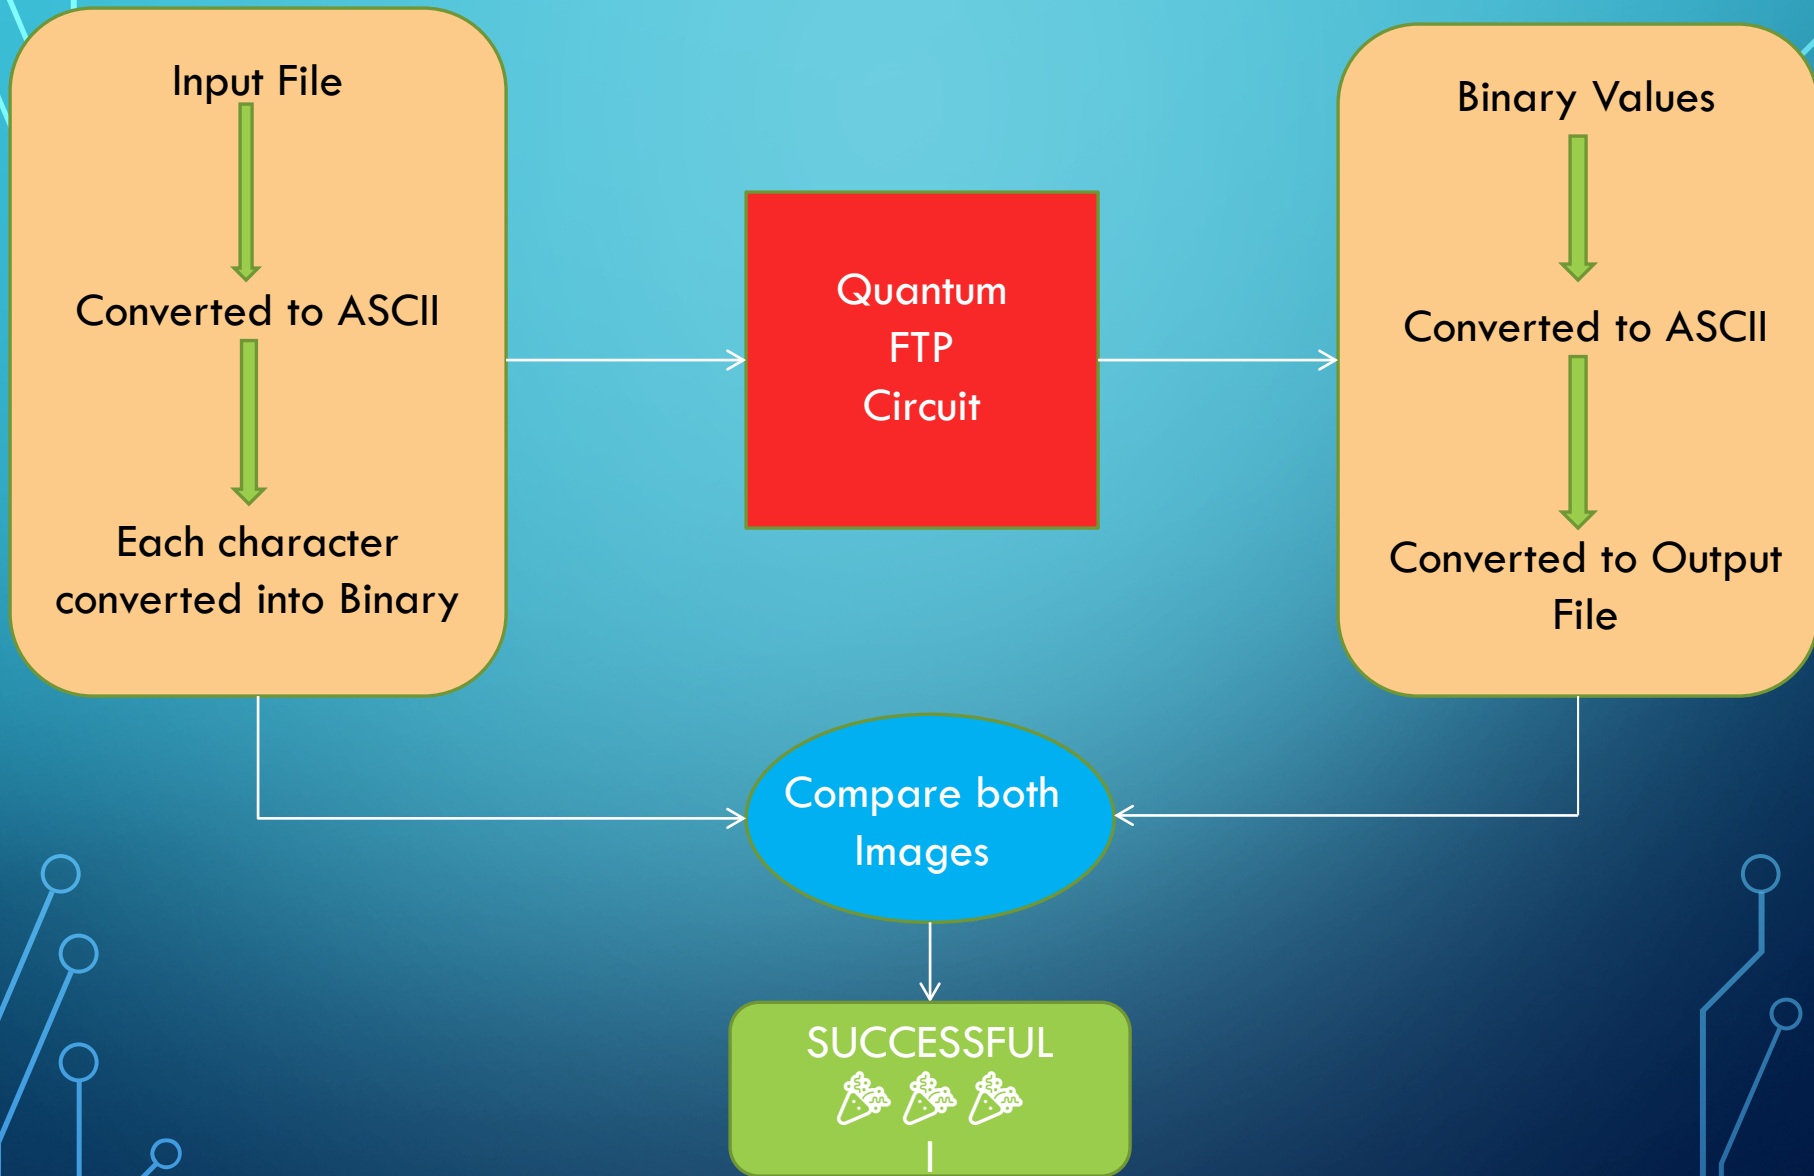 Input File
Converted to ASCII
Each character
converted into Binary
Quantum
FTP
Circuit
Binary Values
Converted to ASCII
Converted to Output
File
Compare both
Images
SUCCESSFUL